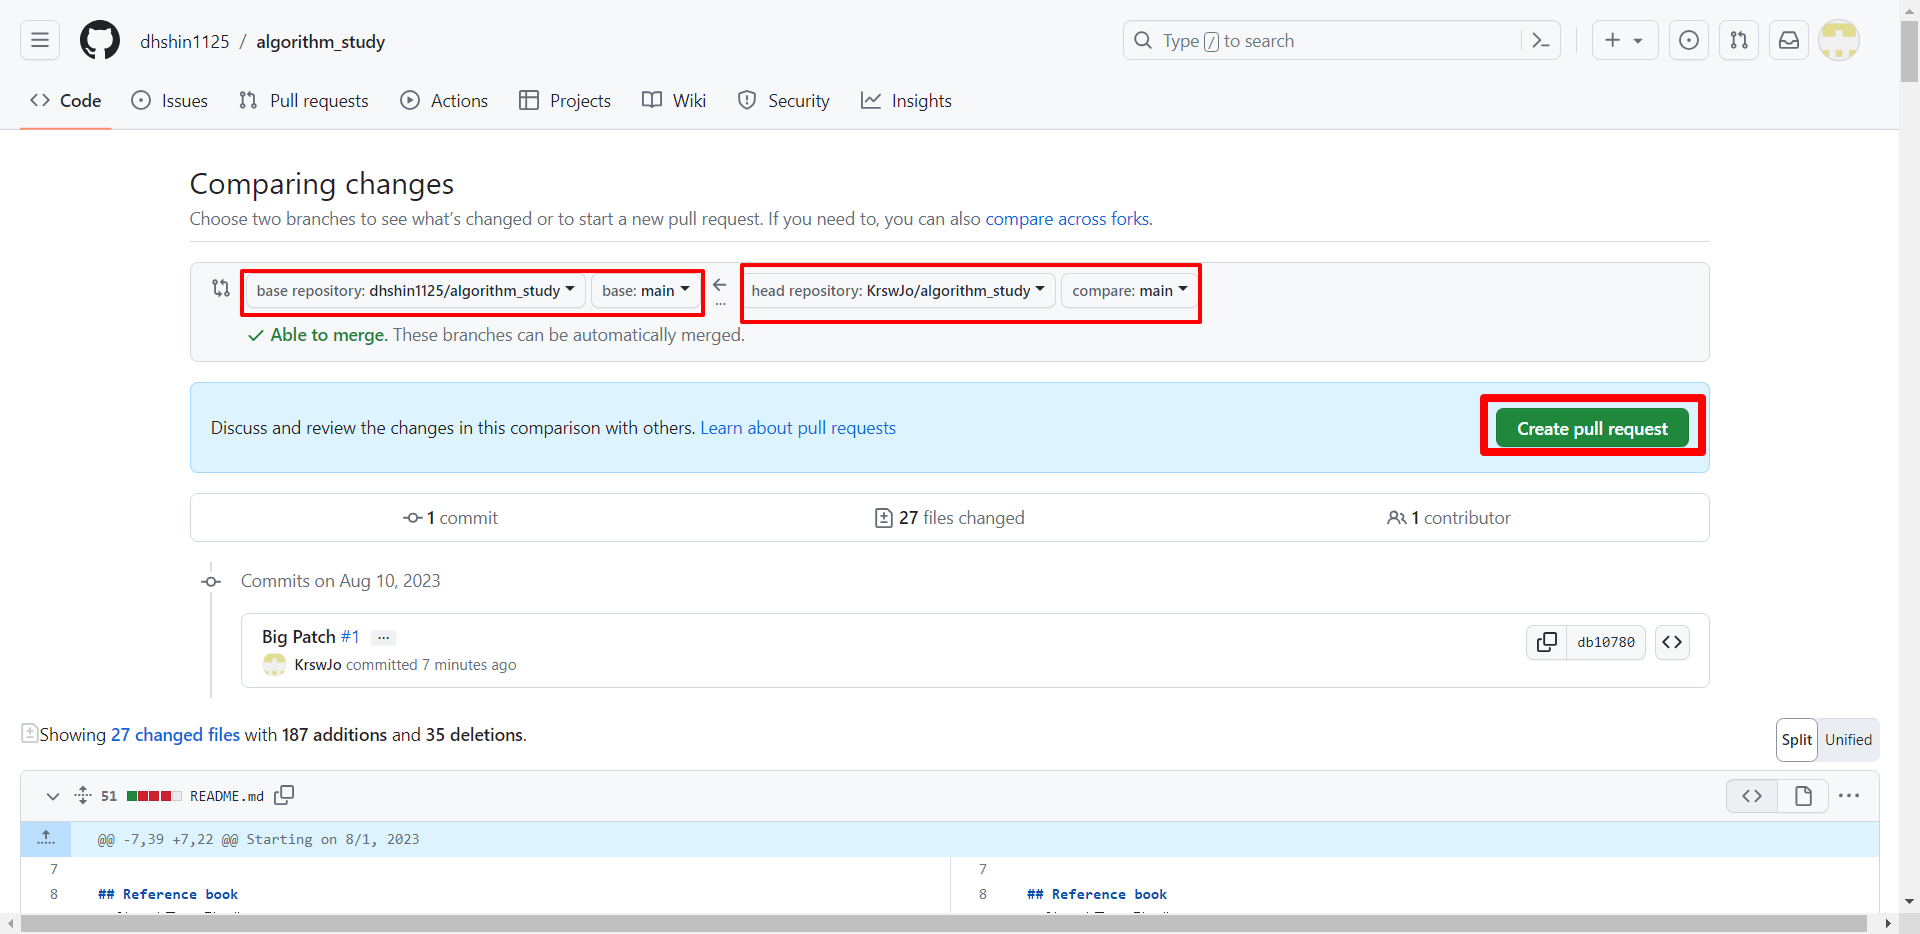 dhshin1125 / algorithm_study
Type / to search
Code Issues Pull requests Actions Projects Wiki Security Insights
Comparing changes
Choose two branches to see what's changed or to start a new pull request. If you need to, you can also compare across forks.
base repository: dhshin1125/algorithm_study base: main ... head repository: KrswJo/algorithm_study compare: main
Able to merge. These branches can be automatically merged.
Discuss and review the changes in this comparison with others. Learn about pull requests
Create pull request
1 commit 27 files changed 1 contributor
Commits on Aug 10, 2023
Big Patch #1 ...
KrswJo committed 7 minutes ago
db10780
Showing 27 changed files with 187 additions and 35 deletions.
Split Unified
51 README.md
@@ -7,39 +7,22 @@ Starting on 8/1, 2023
7 7
8 ## Reference book 8 ## Reference book